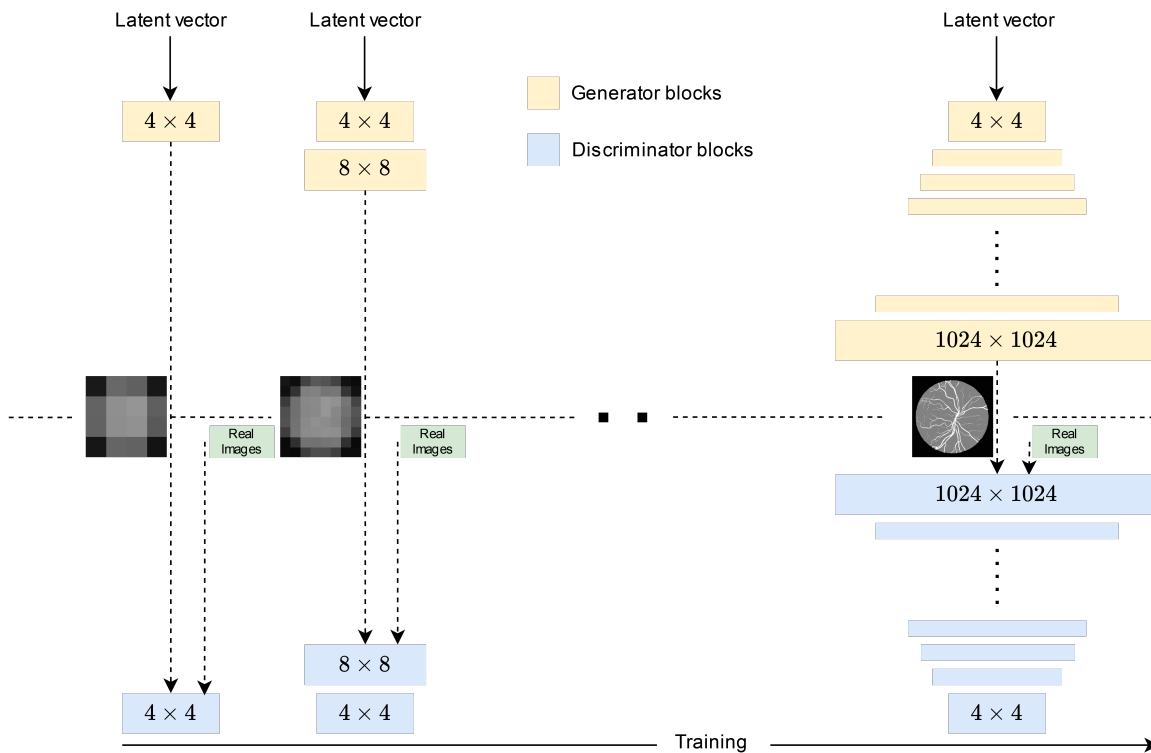 Latent vector
Latent vector
Latent vector
Generator blocks
Discriminator blocks
4 × 4
4 × 4
8 × 8
4 × 4
1024 × 1024
Real
Images
Real
Images
Real
Images
1024 × 1024
8 × 8
4 × 4
4 × 4
4 × 4
Training